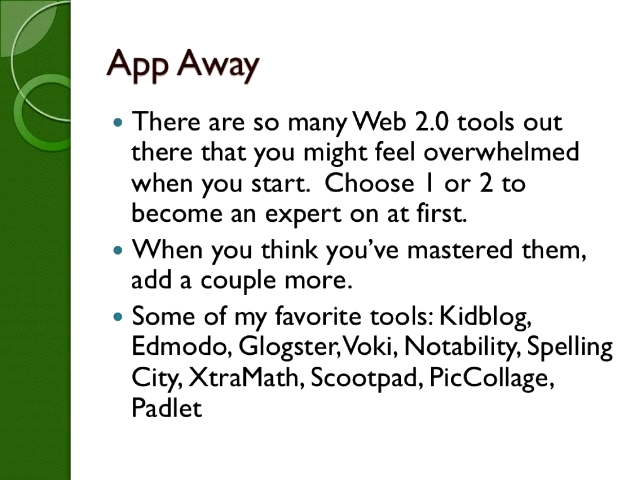 App Away
• There are so many Web 2.0 tools out
there that you might feel overwhelmed
when you start.  Choose 1 or 2 to
become an expert on at first.
• When you think you’ve mastered them,
add a couple more.
• Some of my favorite tools: Kidblog,
Edmodo, Glogster, Voki, Notability, Spelling
City, XtraMath, Scootpad, PicCollage,
Padlet